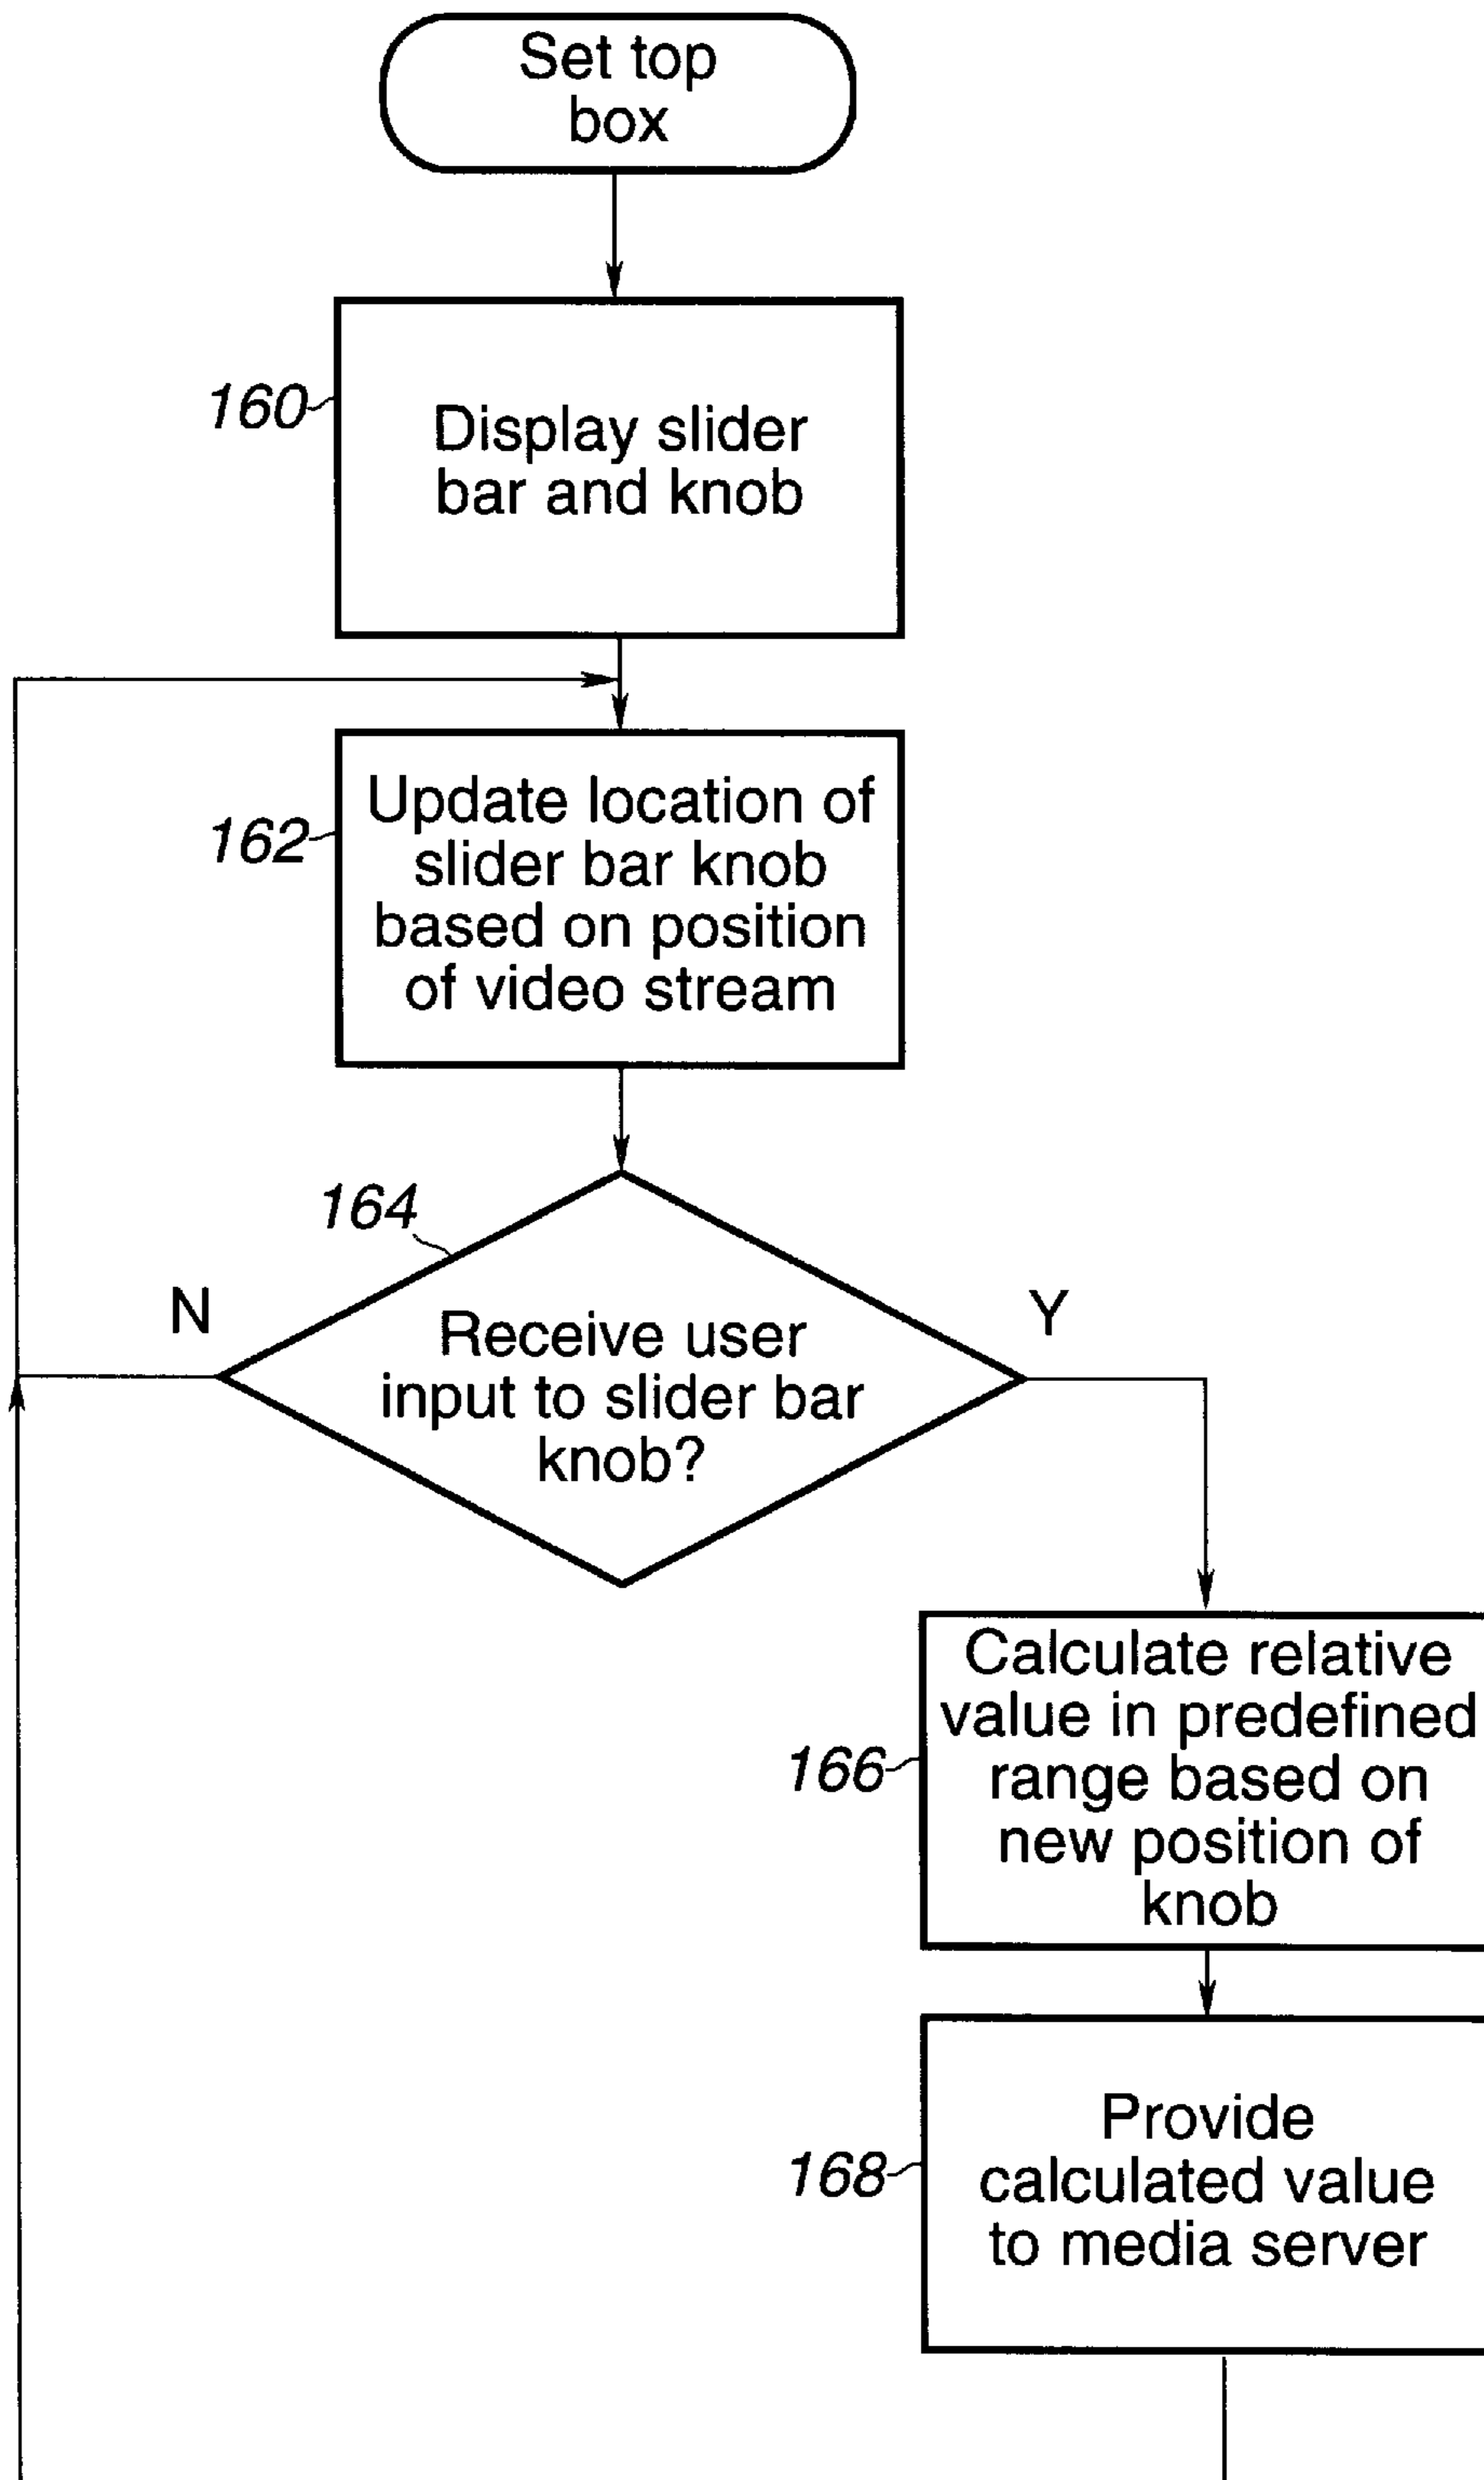 Set top
box
160
Display slider
bar and knob
162
Update location of
slider bar knob
based on position
of video stream
164
N
Y
Receive user
input to slider bar
knob?
166
Calculate relative
value in predefined
range based on
new position of
knob
168
Provide
calculated value
to media server